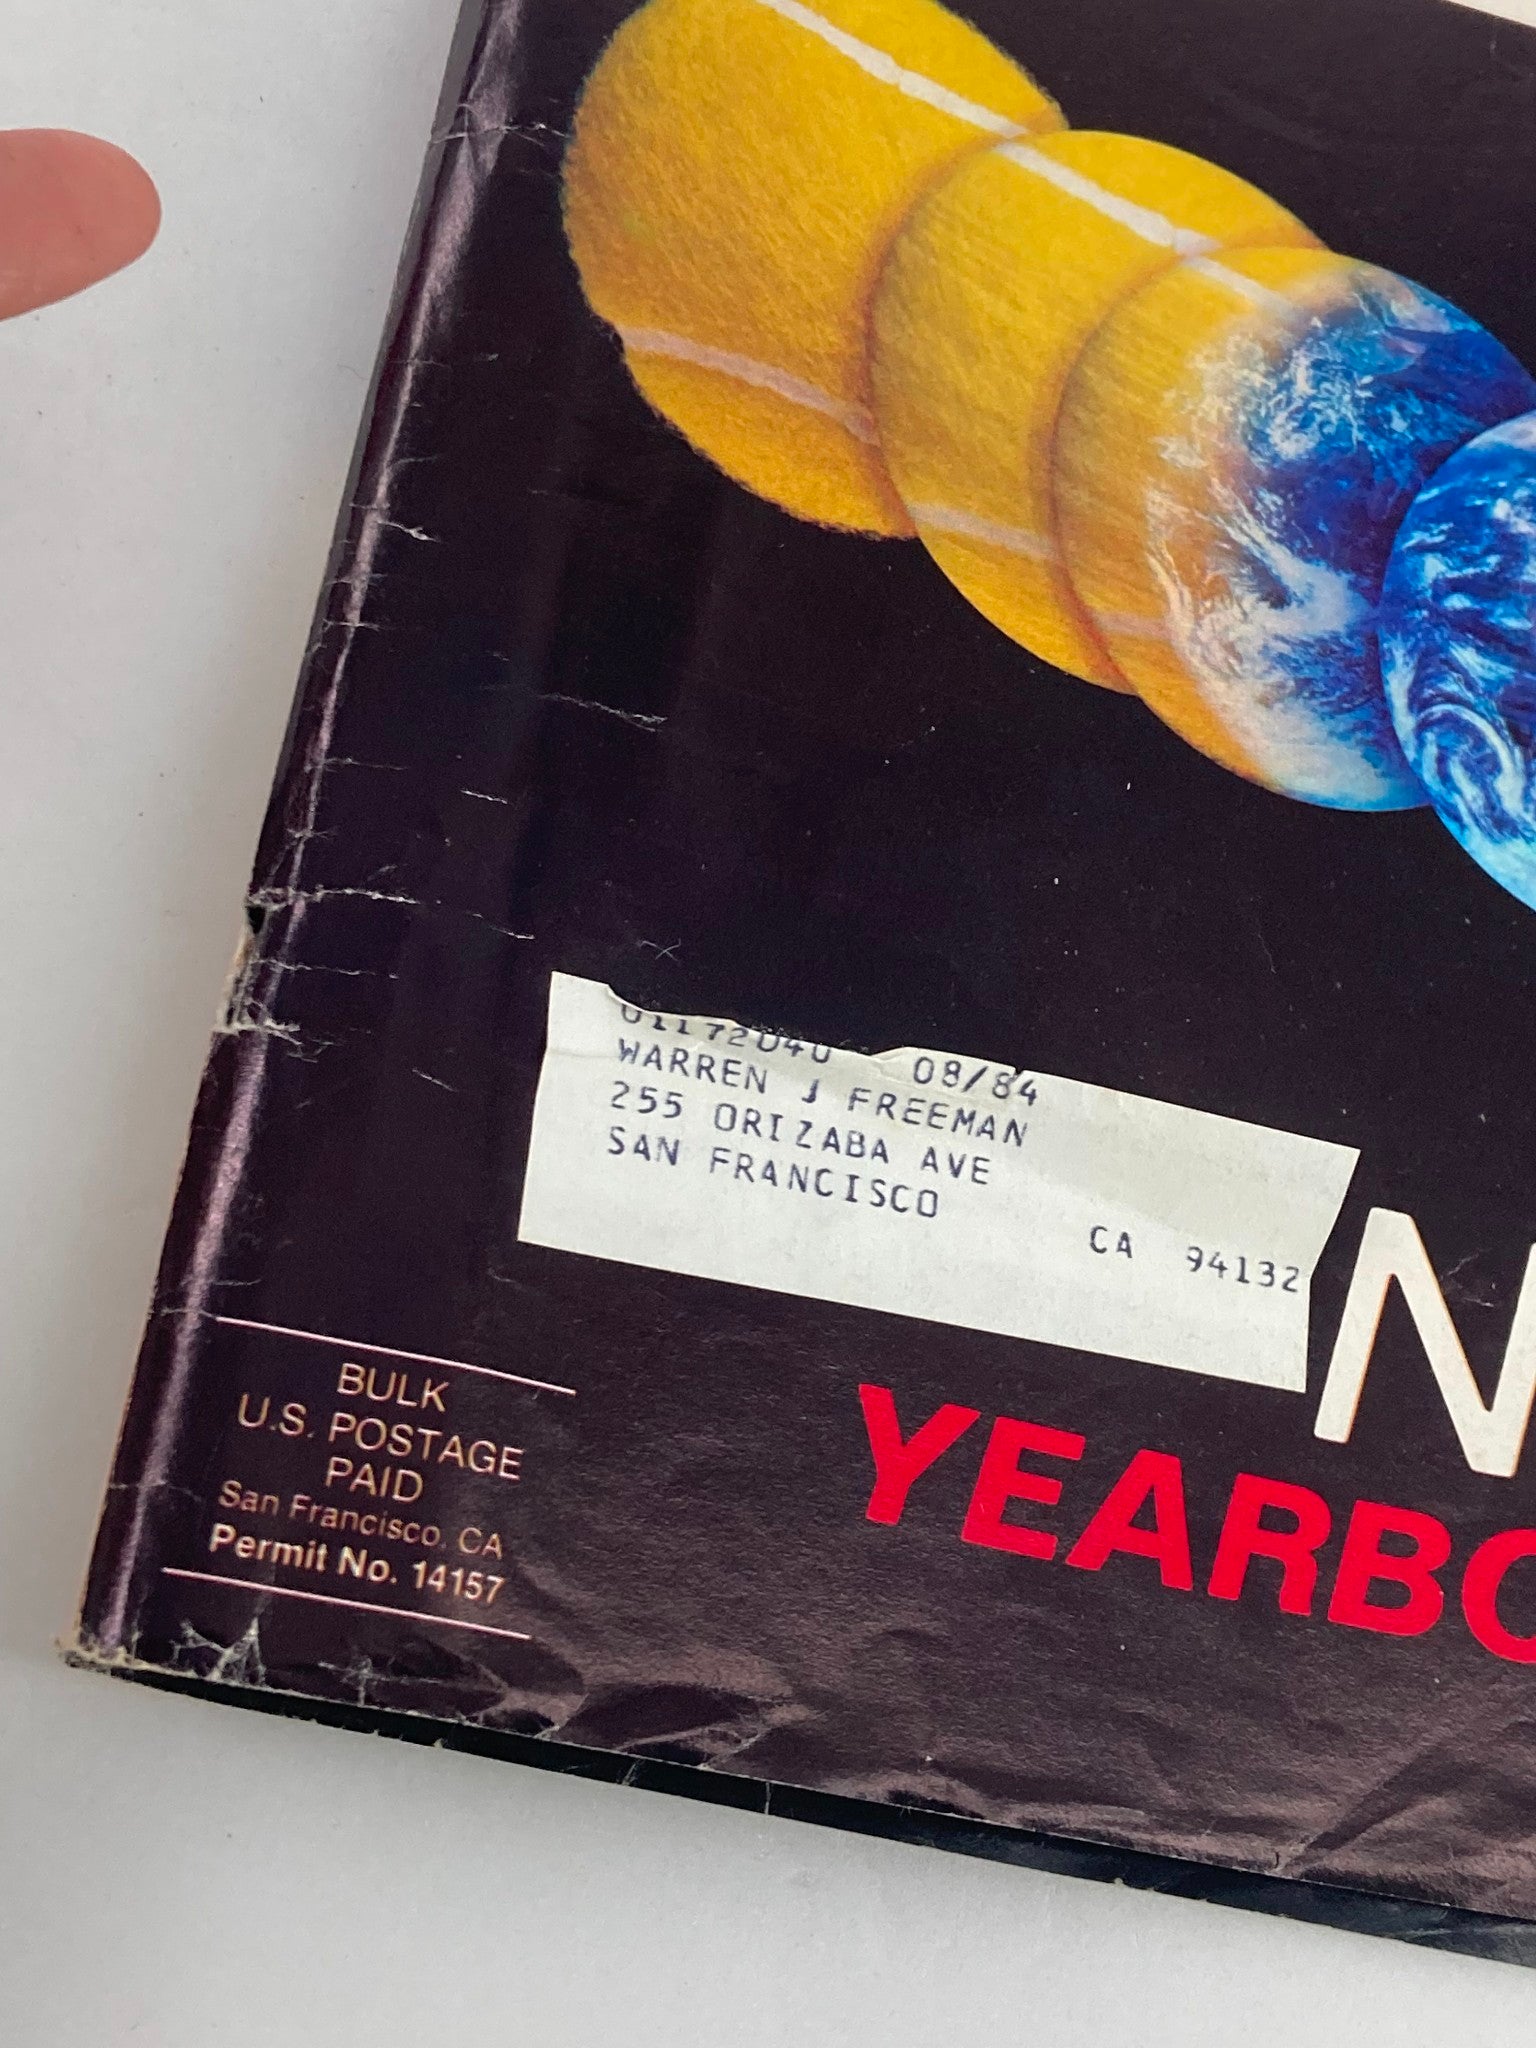 01172040 08/84
WARREN J FREEMAN
255 ORIZABA AVE
SAN FRANCISCO CA 94132
BULK
U.S. POSTAGE
PAID
San Francisco, CA
Permit No. 14157
N
YEARBO